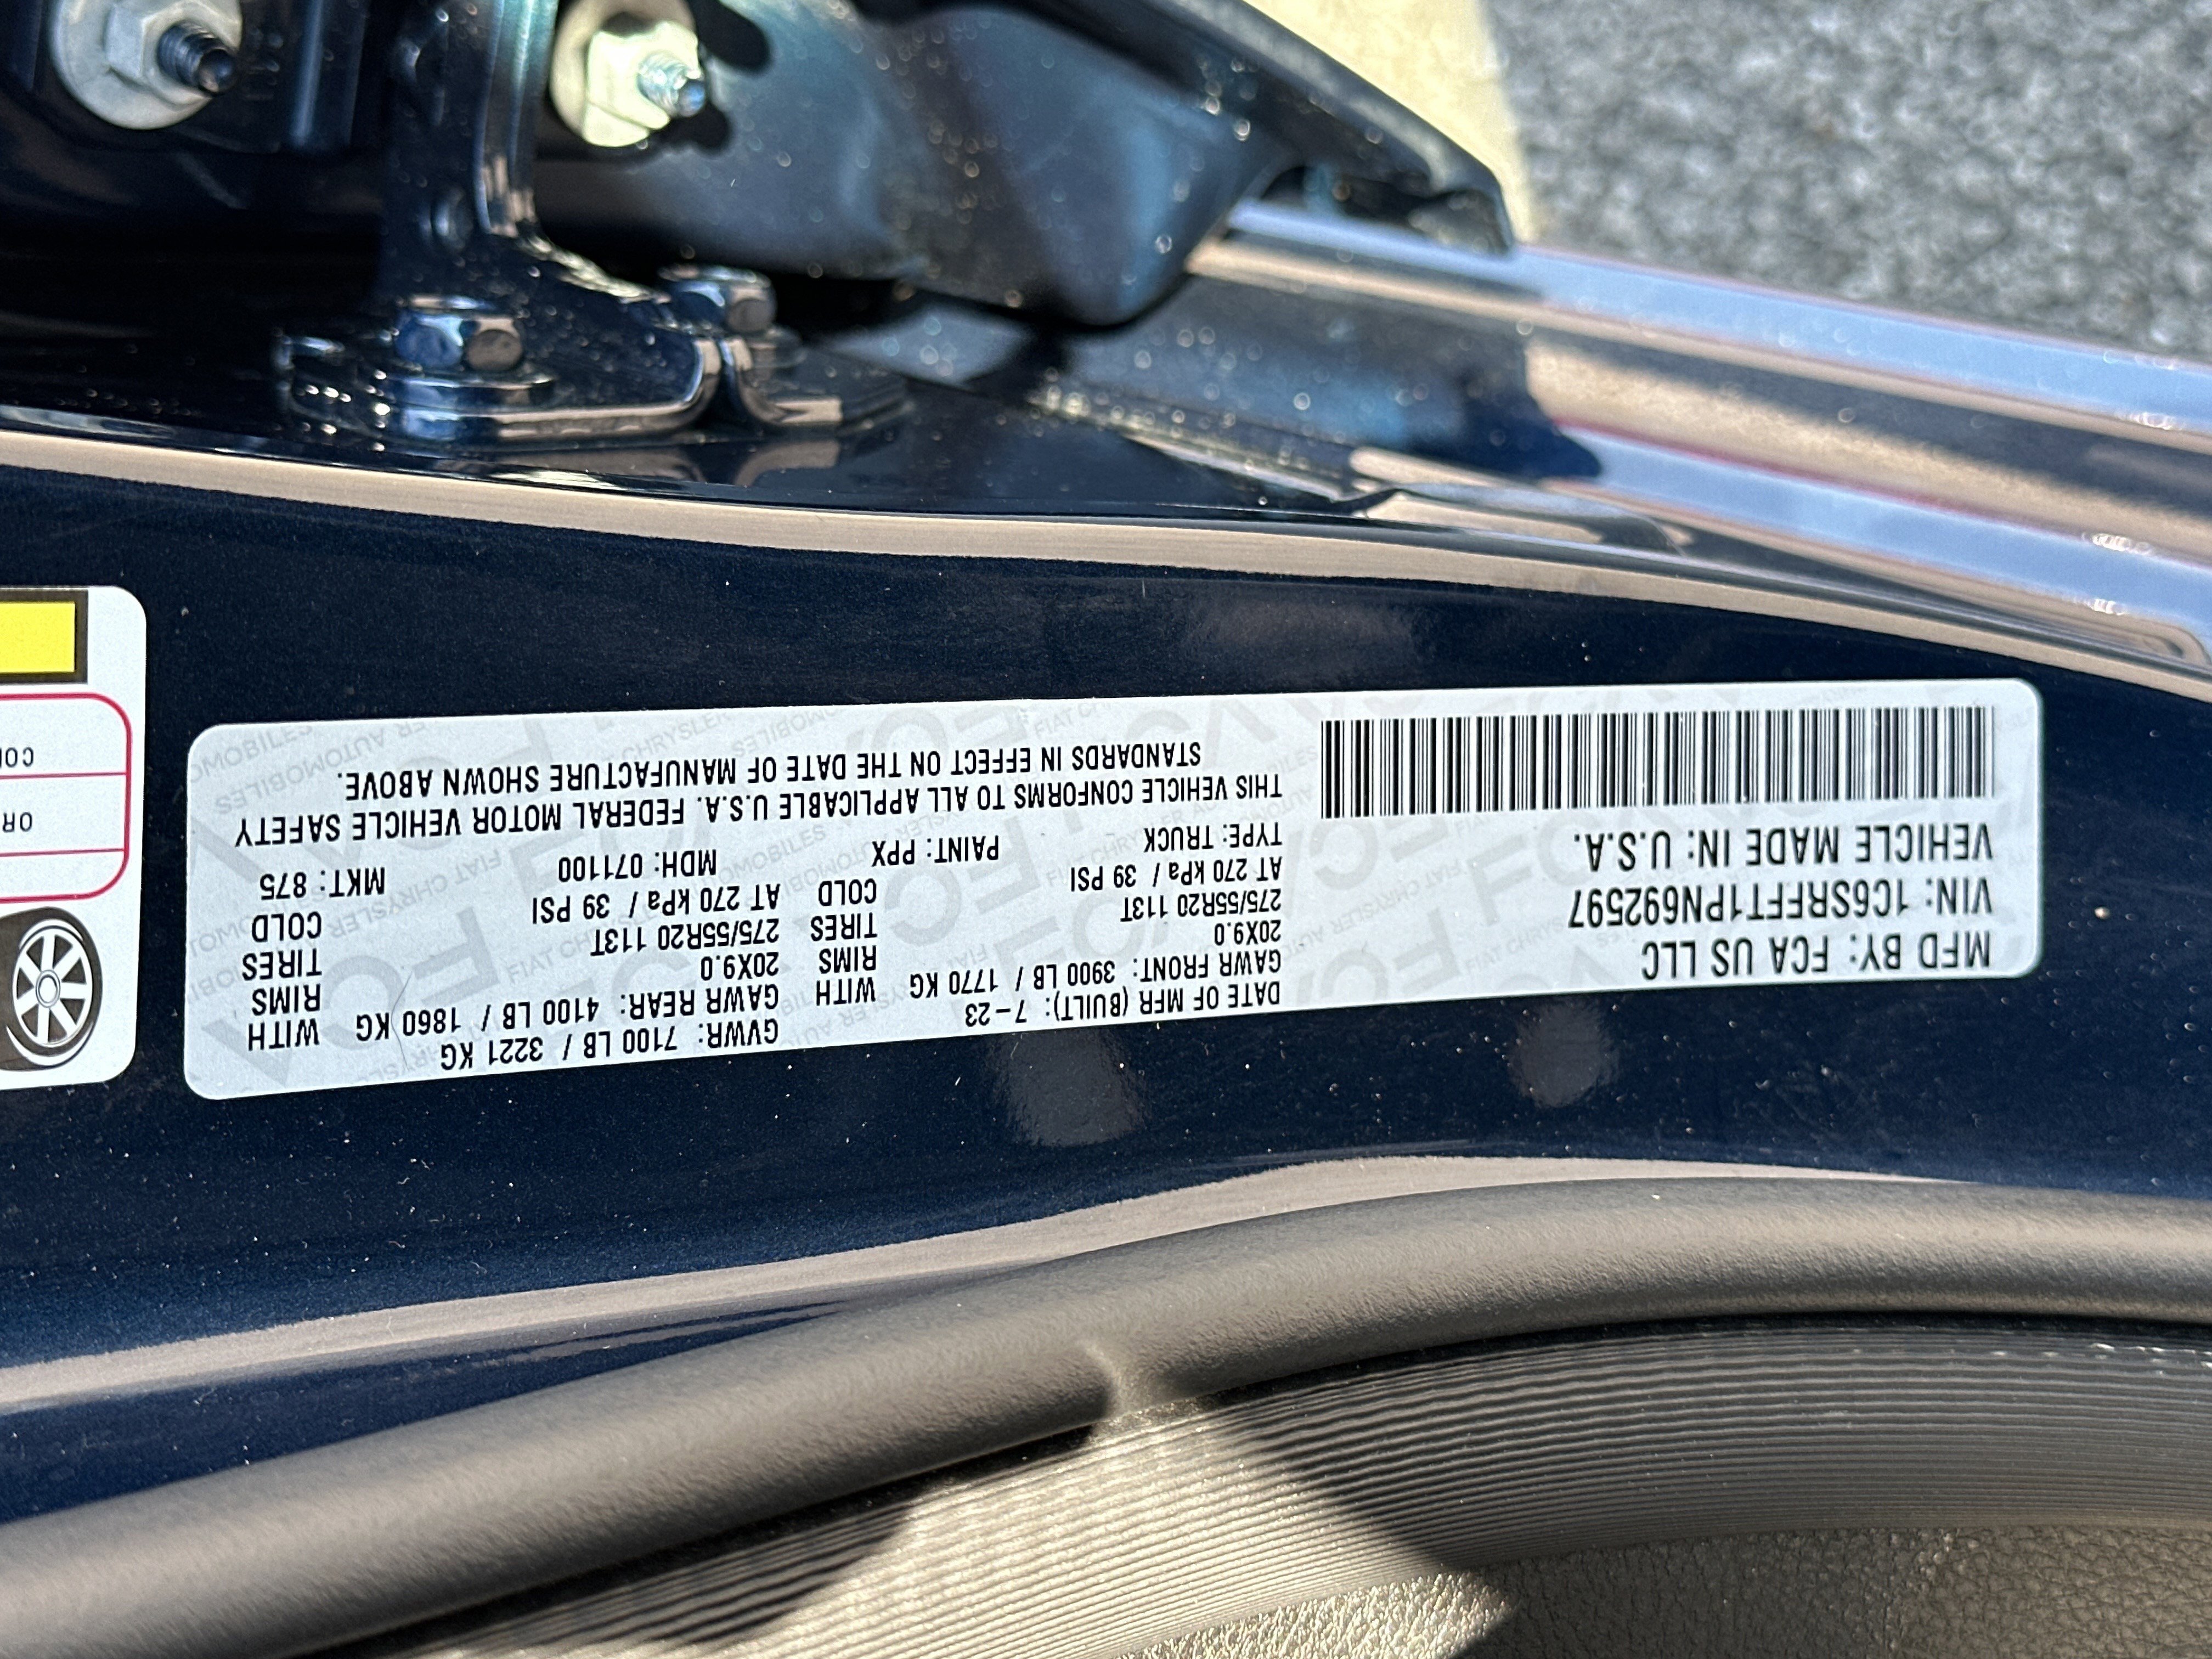 MFD BY: FCA US LLC
VIN: 1C6SRFFT1PN692597
VEHICLE MADE IN: U.S.A.
DATE OF MFR (BUILT): 7-23
GAWR FRONT: 3900 LB / 1770 KG WITH
20X9.0 RIMS
275/55R20 113T TIRES
AT 270 kPa / 39 PSI COLD
TYPE: TRUCK PAINT: PPX
GVWR: 7100 LB / 3221 KG
GAWR REAR: 4100 LB / 1860 KG WITH
20X9.0 RIMS
275/55R20 113T TIRES
AT 270 kPa / 39 PSI COLD
MDH: 071100 MKT: 875
THIS VEHICLE CONFORMS TO ALL APPLICABLE U.S.A. FEDERAL MOTOR VEHICLE SAFETY
STANDARDS IN EFFECT ON THE DATE OF MANUFACTURE SHOWN ABOVE.
OR